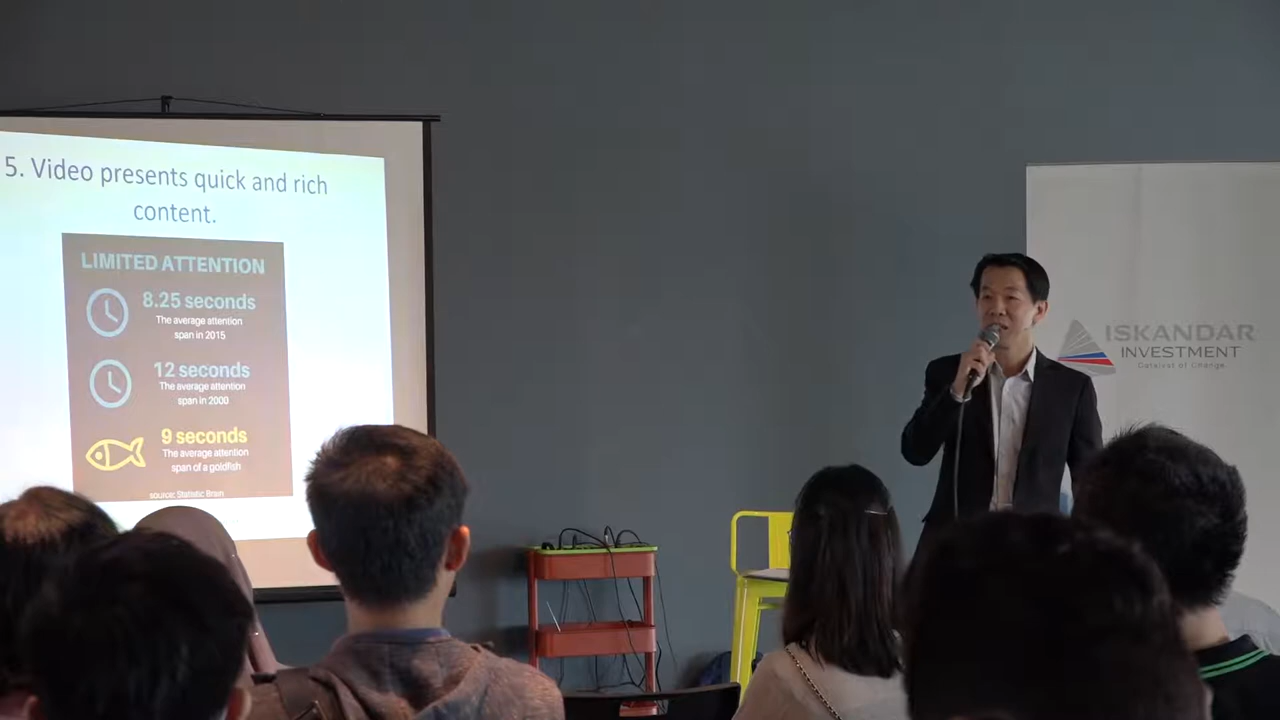 5. Video presents quick and rich
content.
LIMITED ATTENTION
8.25 seconds
The average attention
span in 2015
12 seconds
The average attention
span in 2000
9 seconds
The average attention
span of a goldfish
source: Statistic Brain
ISKANDAR
INVESTMENT
Catalyst of Change